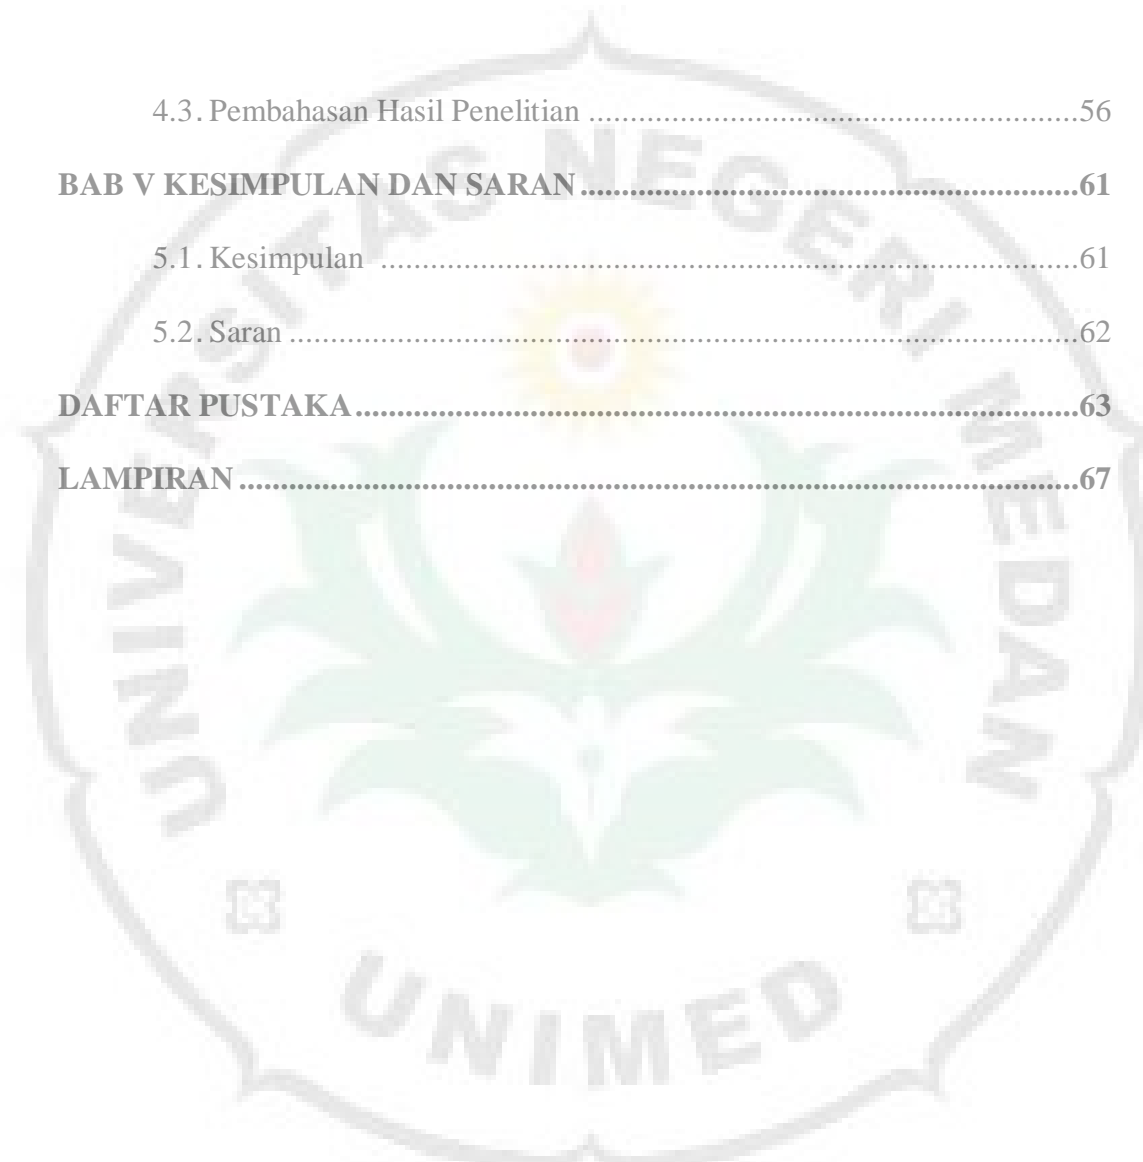 4.3. Pembahasan Hasil Penelitian ............................................................56
BAB V KESIMPULAN DAN SARAN.............................................................61
5.1. Kesimpulan ......................................................................................61
5.2. Saran .................................................................................................62
DAFTAR PUSTAKA.........................................................................................63
LAMPIRAN.......................................................................................................67
UNIVERSITAS NEGERI MEDAN
UNIMED